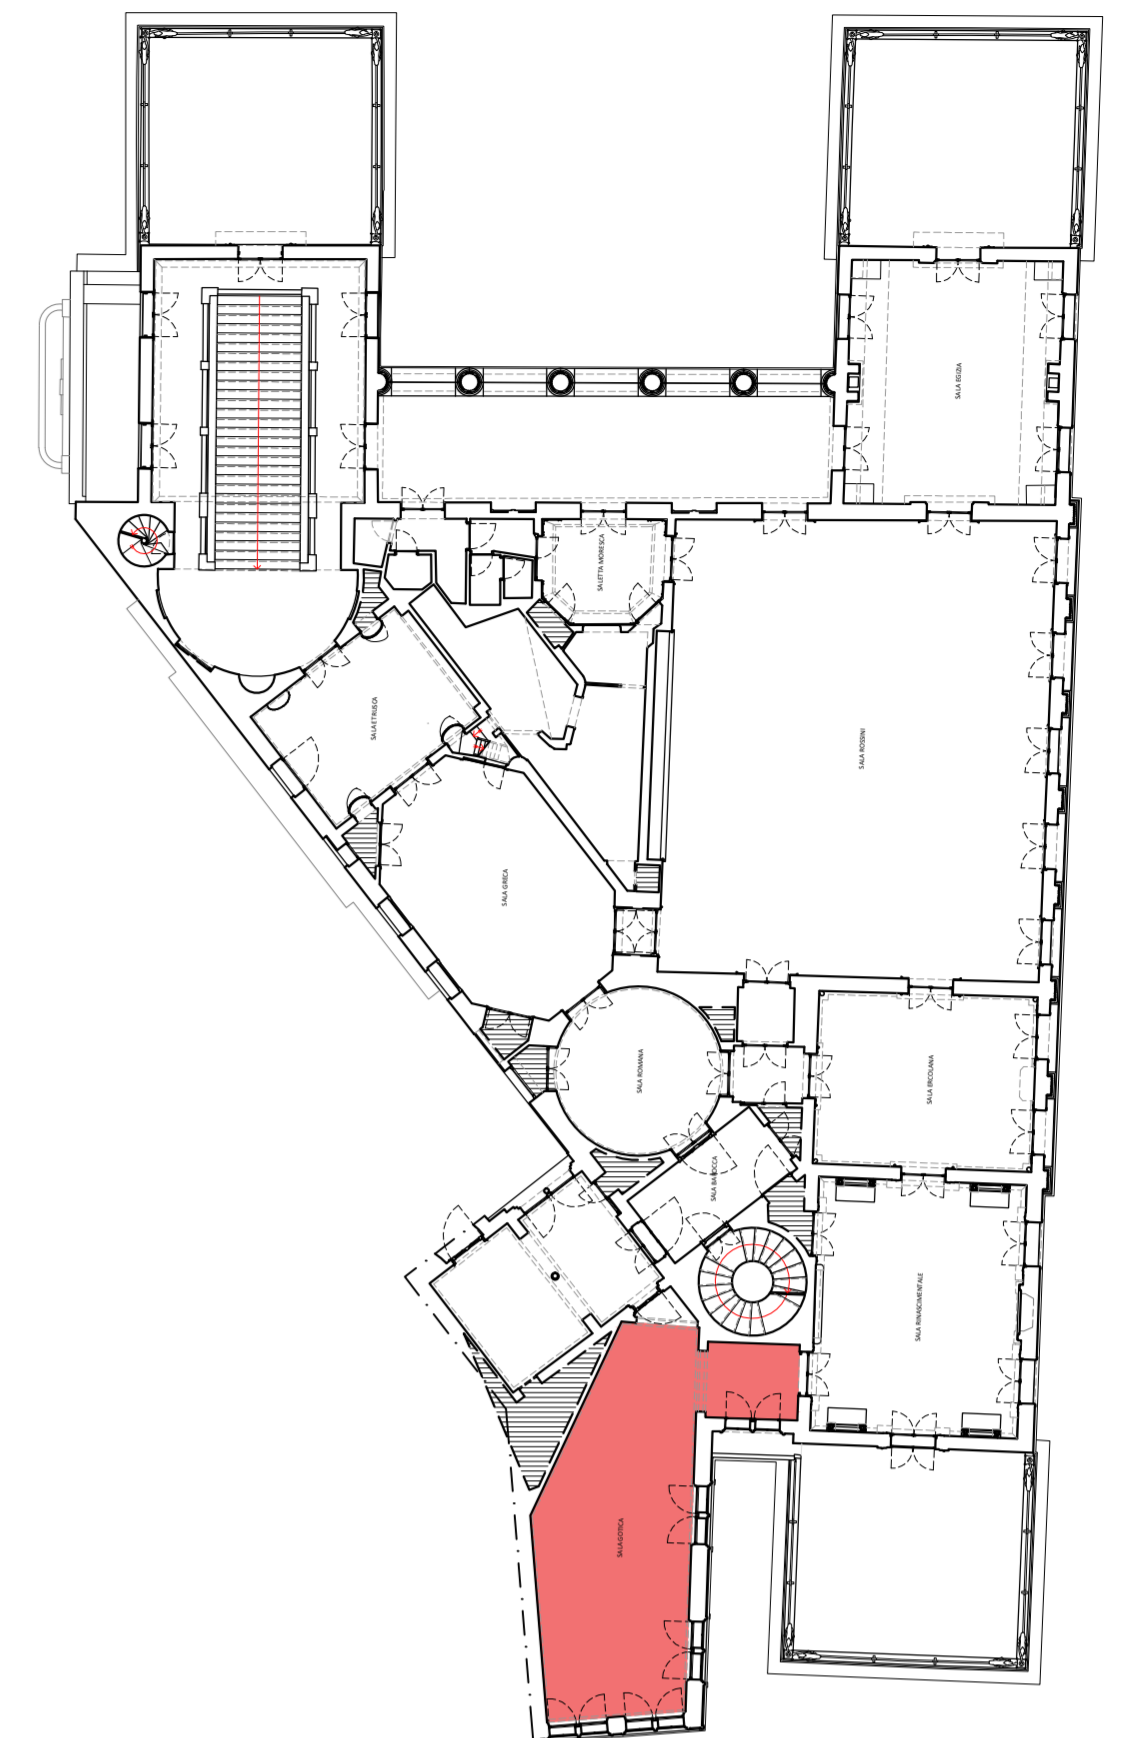 SALA EGIZIA
SALETTA MORESCA
SALA ETRUSCA
SALA ROSSINI
SALA GRECA
SALA ROMANA
SALA ERCOLANA
SALA BAROCCA
SALA RINASCIMENTALE
SALA GOTICA